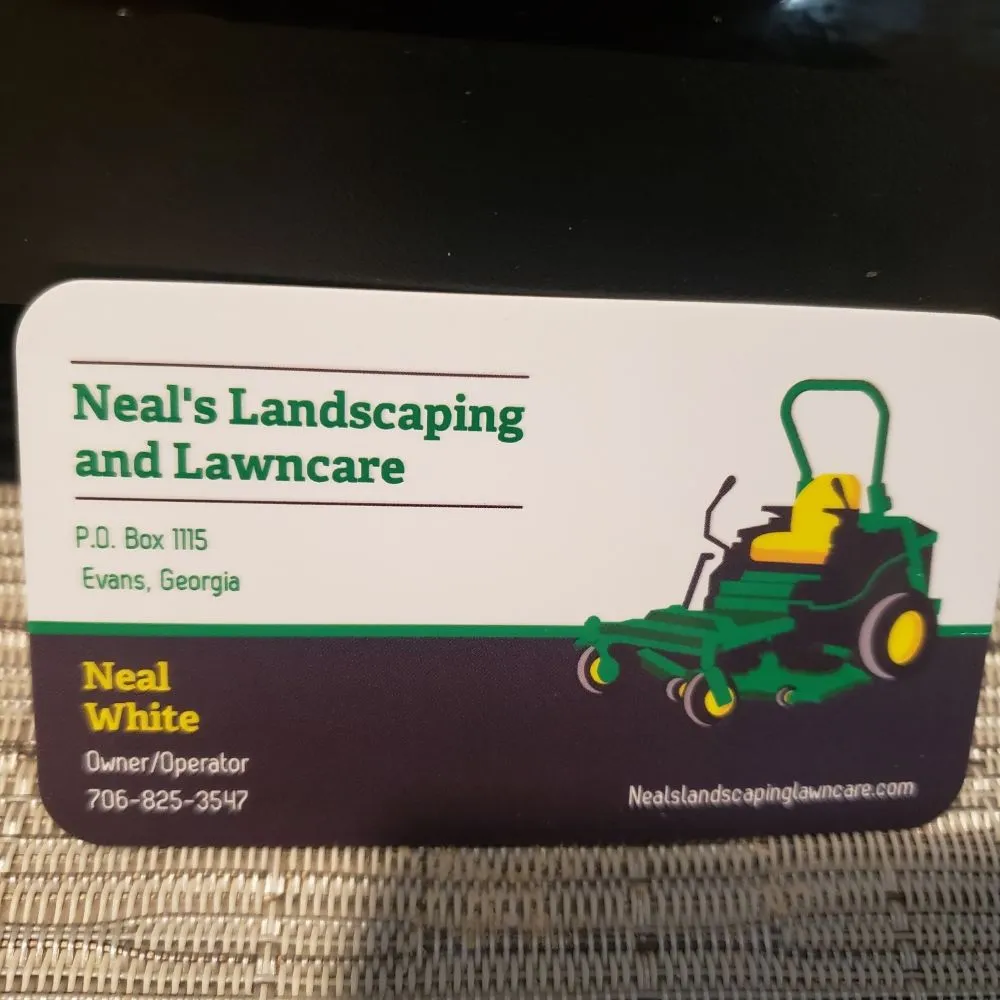 Neal's Landscaping
and Lawncare
P.O. Box 1115
Evans, Georgia
Neal
White
Owner/Operator
706-825-3547
Nealslandscapinglawncare.com